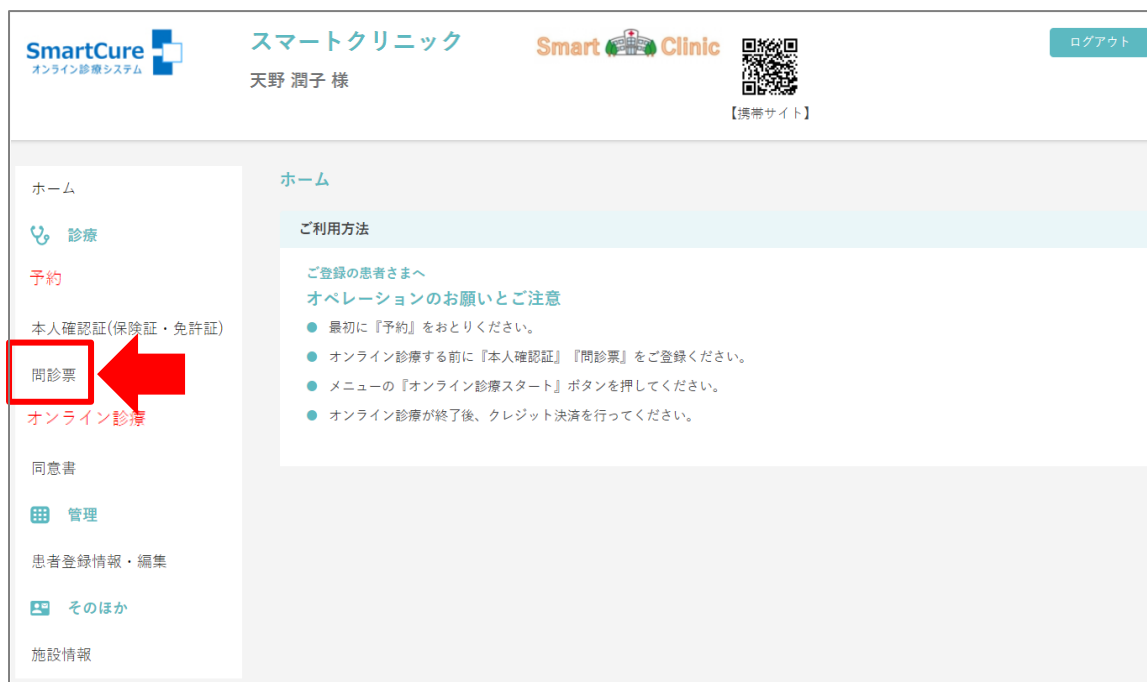 SmartCure
オンライン診療システム
スマートクリニック
天野 潤子 様
Smart Clinic
【携帯サイト】
ログアウト
ホーム
診療
予約
本人確認証(保険証・免許証)
問診票
オンライン診療
同意書
管理
患者登録情報・編集
そのほか
施設情報
ホーム
ご利用方法
ご登録の患者さまへ
オペレーションのお願いとご注意
● 最初に『予約』をおとりください。
● オンライン診療する前に『本人確認証』『問診票』をご登録ください。
● メニューの『オンライン診療スタート』ボタンを押してください。
● オンライン診療が終了後、クレジット決済を行ってください。